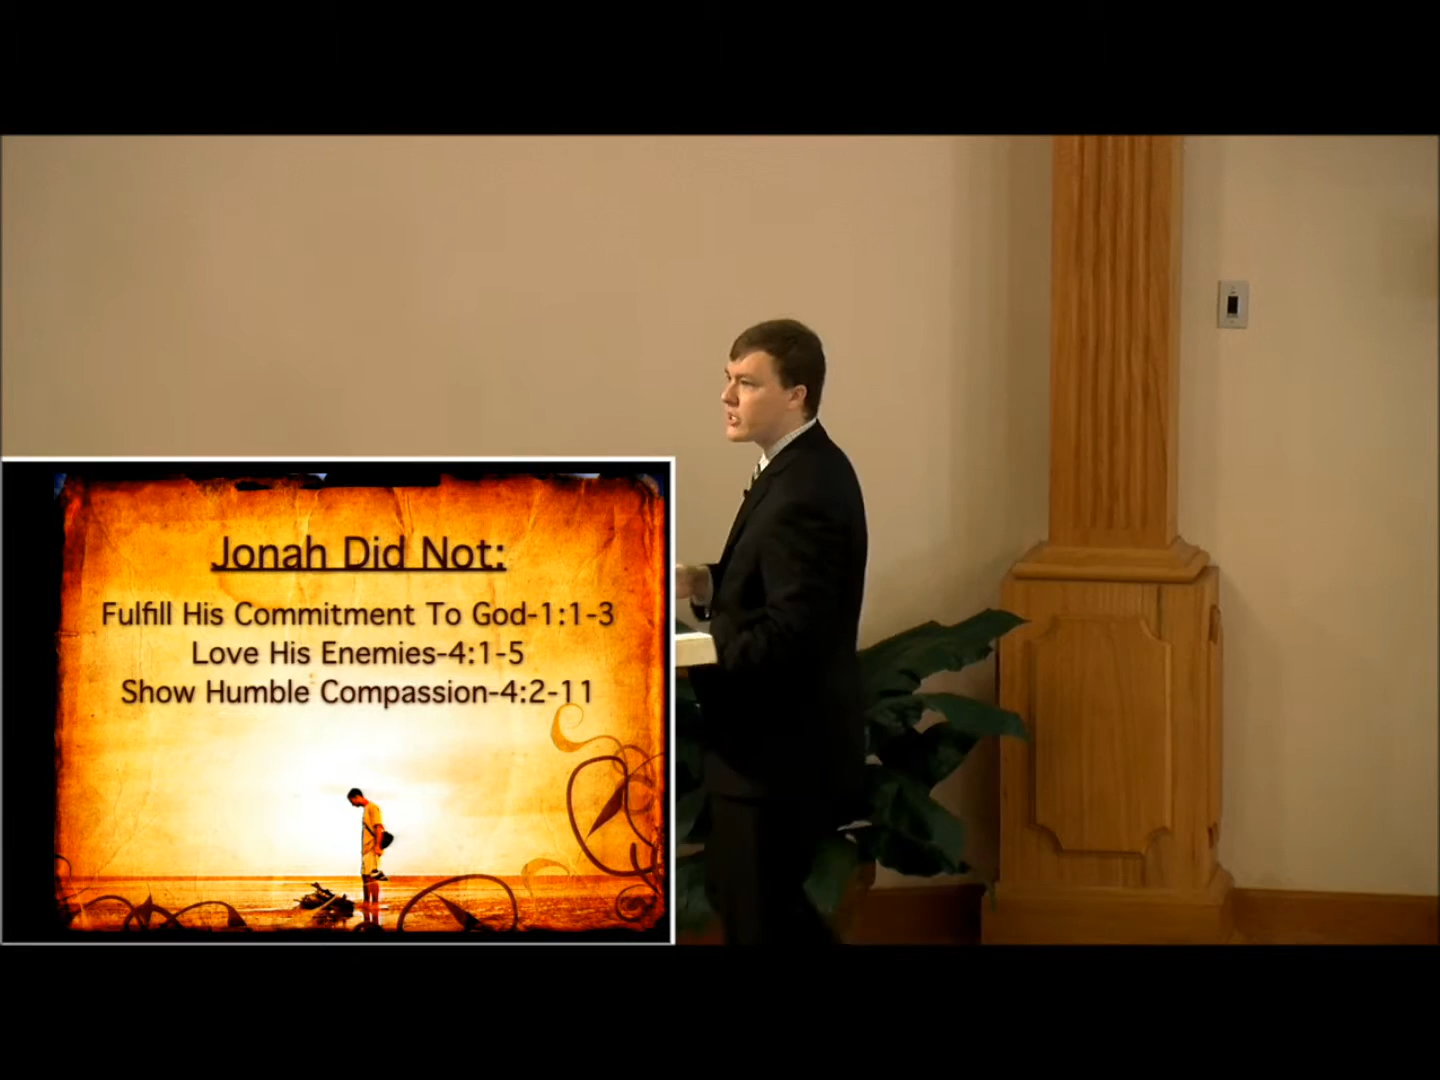 Jonah Did Not:
Fulfill His Commitment To God-1:1-3
Love His Enemies-4:1-5
Show Humble Compassion-4:2-11